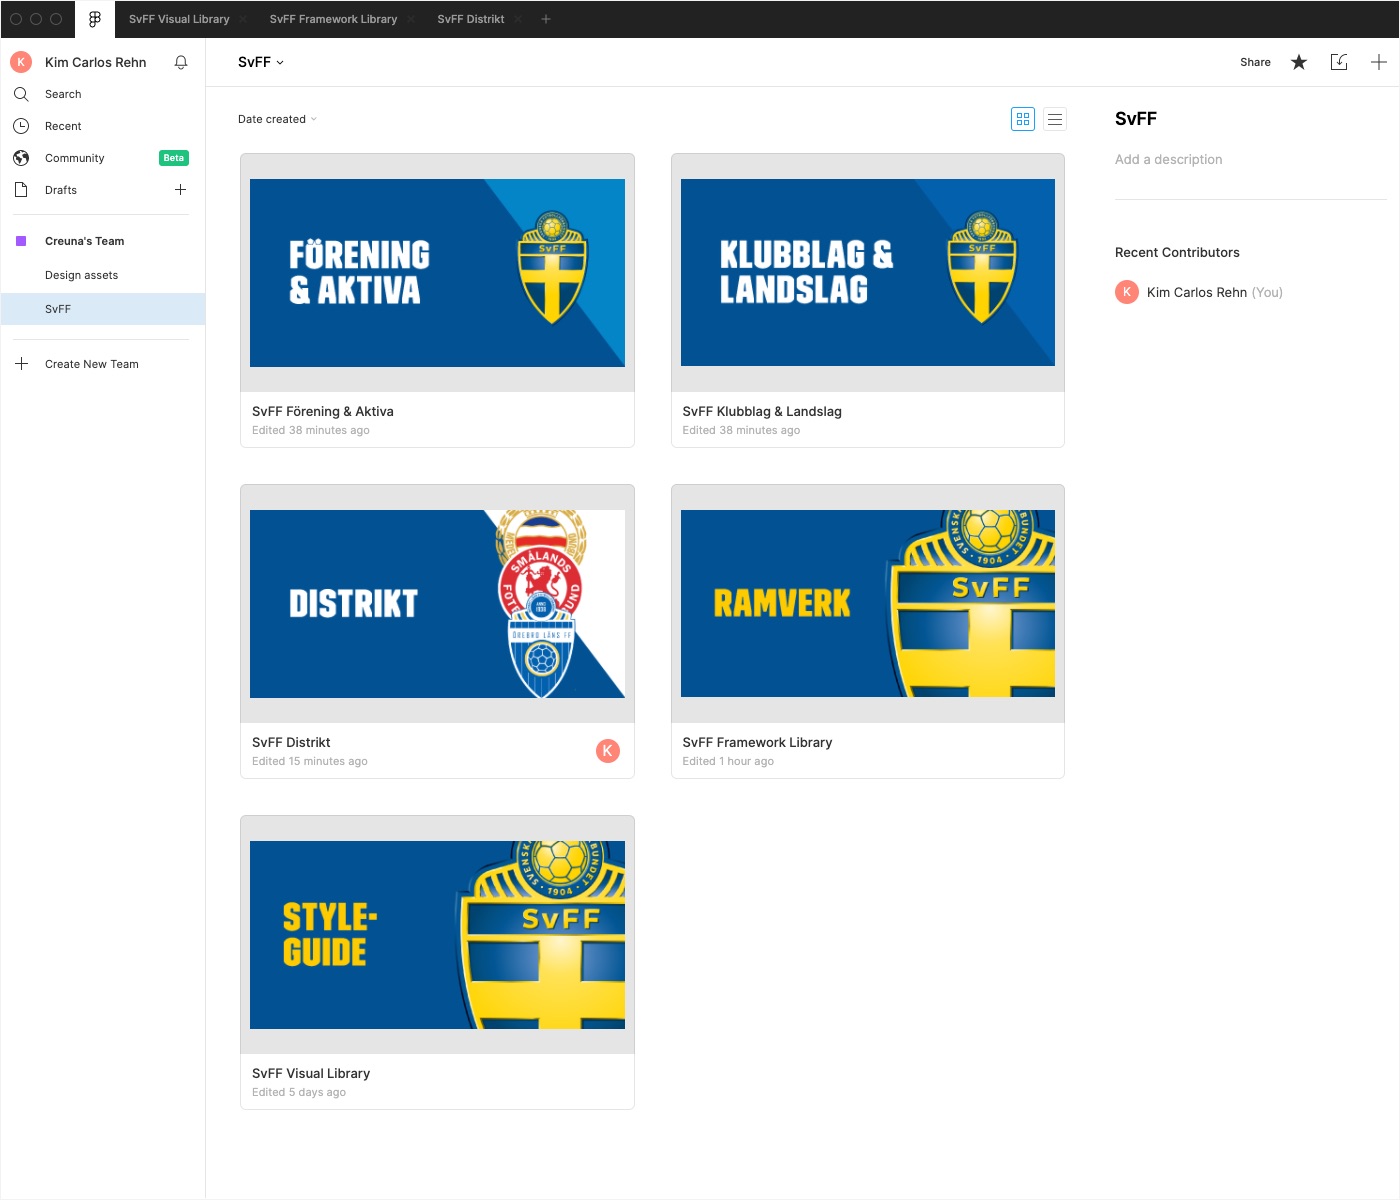 SvFF Visual Library
SvFF Framework Library
SvFF Distrikt
K
Kim Carlos Rehn
Search
Recent
Community
Beta
Drafts
Creuna's Team
Design assets
SvFF
Create New Team
SvFF
Share
Date created
FÖRENING
& AKTIVA
SvFF
SvFF Förening & Aktiva
Edited 38 minutes ago
KLUBBLAG &
LANDSLAG
SvFF
SvFF Klubblag & Landslag
Edited 38 minutes ago
DISTRIKT
SMÅLANDS
ÖREBRO LÄNS FF
SvFF Distrikt
Edited 15 minutes ago
K
RAMVERK
SVENSK
BUNDET
1904
SvFF
SvFF Framework Library
Edited 1 hour ago
STYLE-
GUIDE
SVENSKA
BUNDET
1904
SvFF
SvFF Visual Library
Edited 5 days ago
SvFF
Add a description
Recent Contributors
K
Kim Carlos Rehn (You)